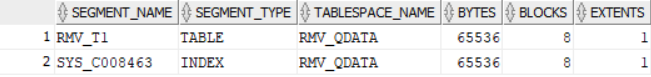 SEGMENT_NAME SEGMENT_TYPE TABLESPACE_NAME BYTES BLOCKS EXTENTS
1 RMV_T1 TABLE RMV_QDATA 65536 8 1
2 SYS_C008463 INDEX RMV_QDATA 65536 8 1